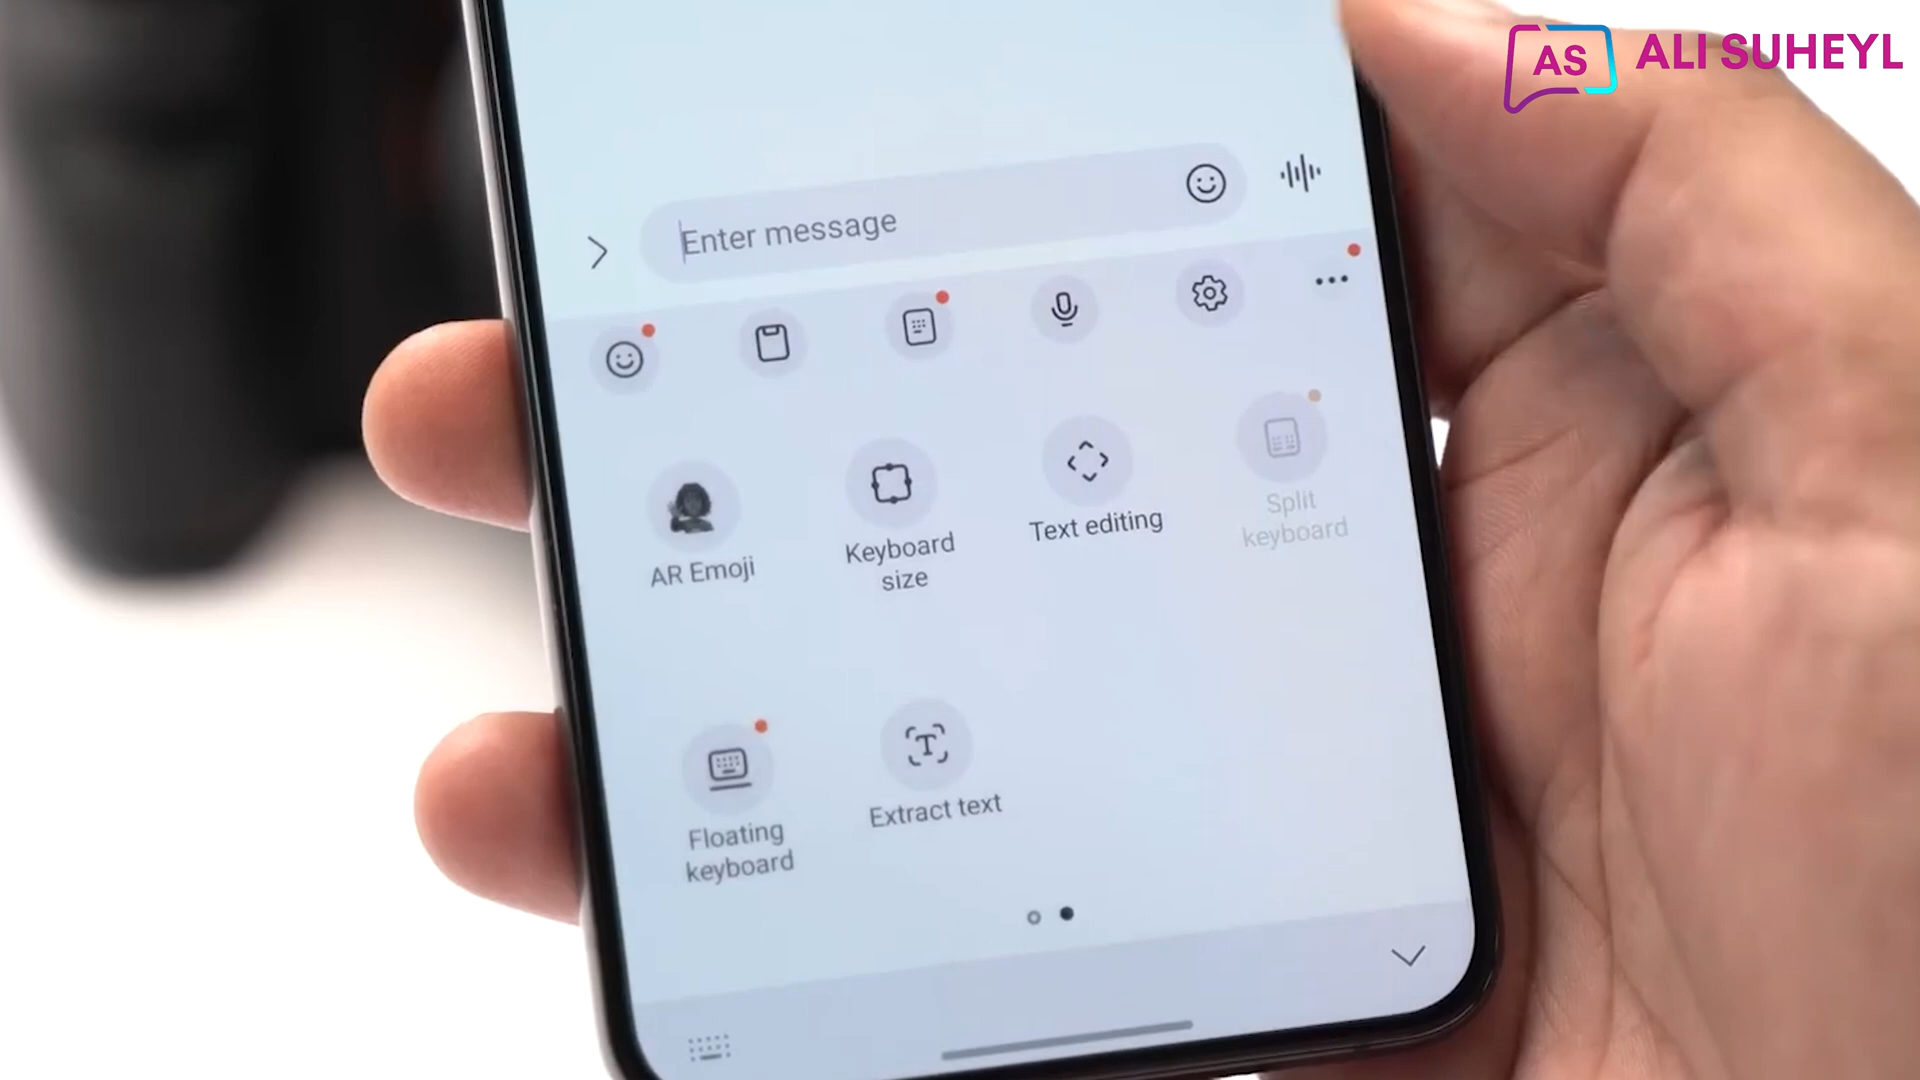 AS ALI SUHEYL
Enter message
AR Emoji
Keyboard
size
Text editing
Split
keyboard
Floating
keyboard
T
Extract text